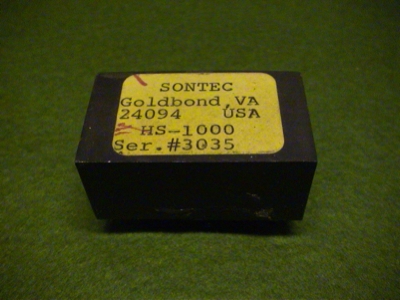 SONTEC
Goldbond,VA
24094 USA
HS-1000
Ser.#3035